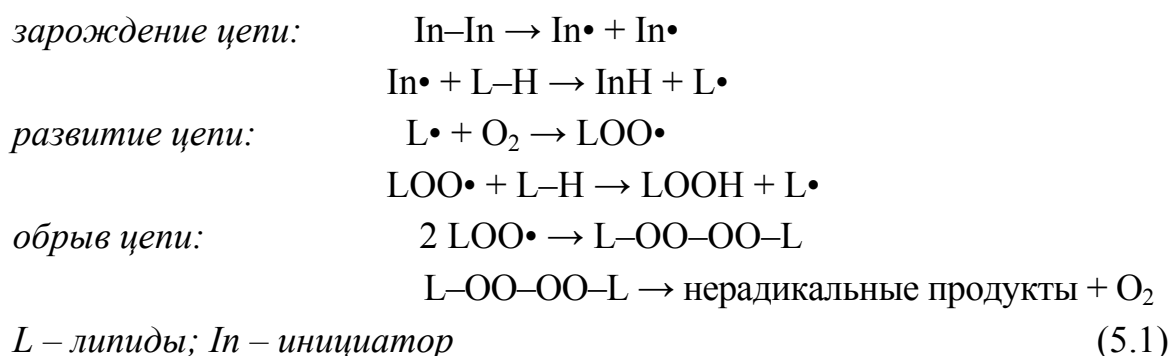 зарождение цепи: In–In → In• + In•
In• + L–H → InH + L•
развитие цепи: L• + O₂ → LOO•
LOO• + L–H → LOOH + L•
обрыв цепи: 2 LOO• → L–OO–OO–L
L–OO–OO–L → нерадикальные продукты + O₂
L – липиды; In – инициатор (5.1)